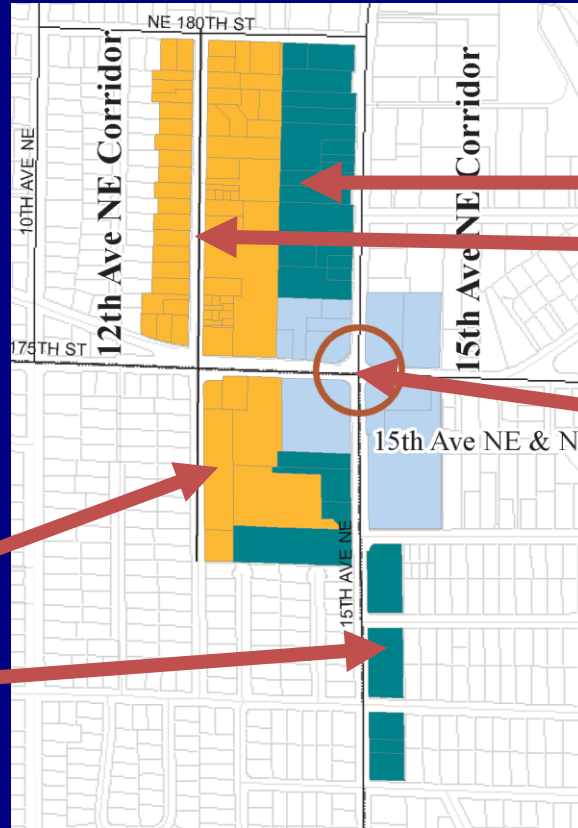 NE 180TH ST
12th Ave NE Corridor
15th Ave NE Corridor
10TH AVE NE
175TH ST
15th Ave NE & N
15TH AVE NE